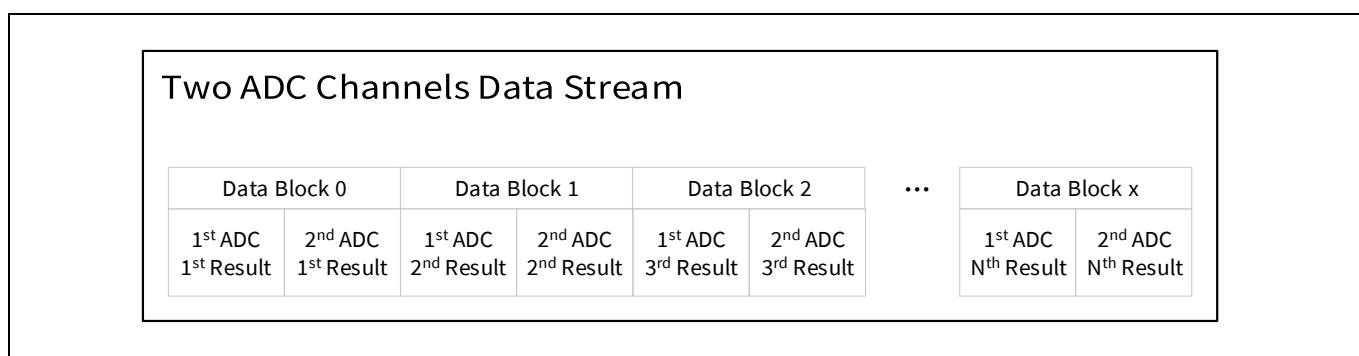 Two ADC Channels Data Stream
Data Block 0 Data Block 1 Data Block 2 ... Data Block x
1st ADC 2nd ADC 1st ADC 2nd ADC 1st ADC 2nd ADC 1st ADC 2nd ADC
1st Result 1st Result 2nd Result 2nd Result 3rd Result 3rd Result Nth Result Nth Result